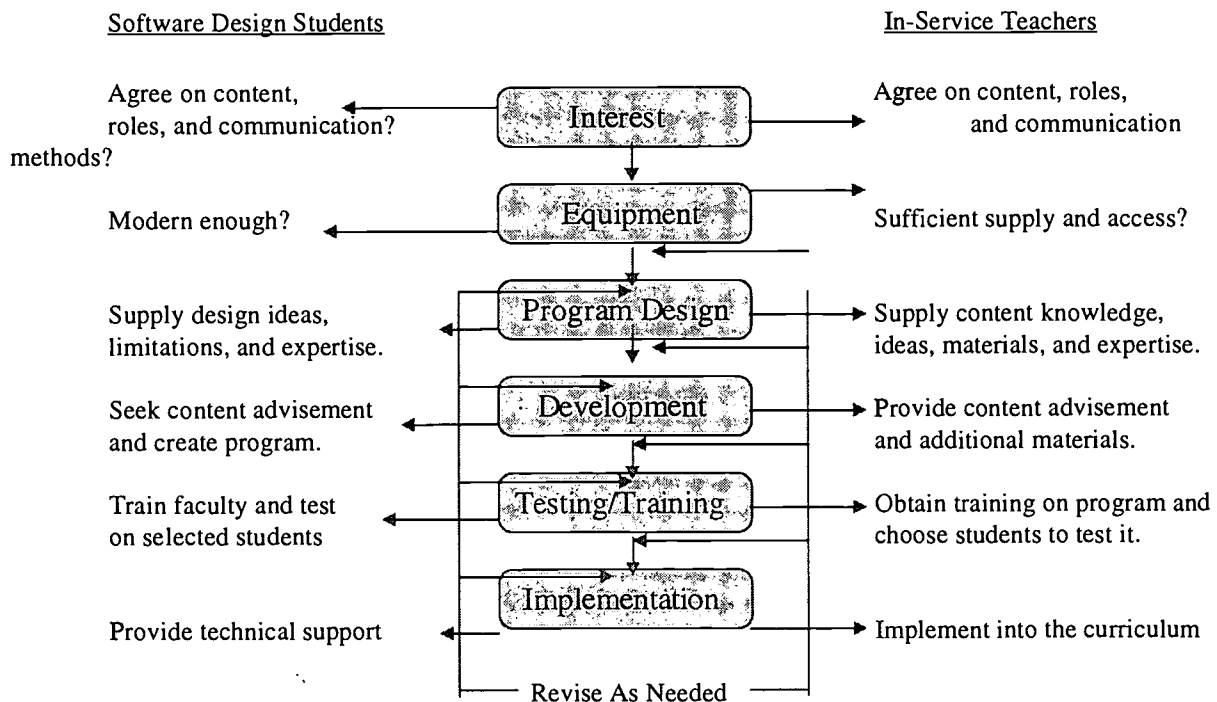 Software Design Students
In-Service Teachers
Agree on content,
roles, and communication?
methods?
Interest
Agree on content, roles,
and communication
Modern enough?
Equipment
Sufficient supply and access?
Supply design ideas,
limitations, and expertise.
Program Design
Supply content knowledge,
ideas, materials, and expertise.
Seek content advisement
and create program.
Development
Provide content advisement
and additional materials.
Train faculty and test
on selected students
Testing/Training
Obtain training on program and
choose students to test it.
Implementation
Provide technical support
Implement into the curriculum
Revise As Needed